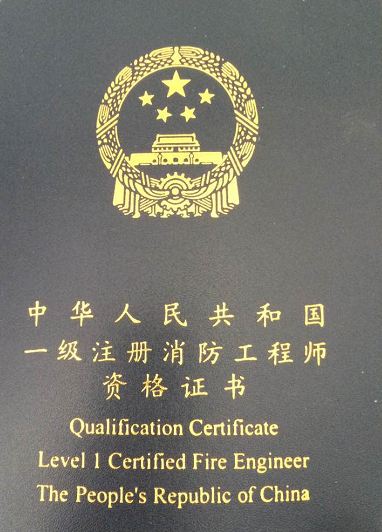 中华人民共和国
一级注册消防工程师
资格证书
Qualification Certificate
Level 1 Certified Fire Engineer
The People's Republic of China